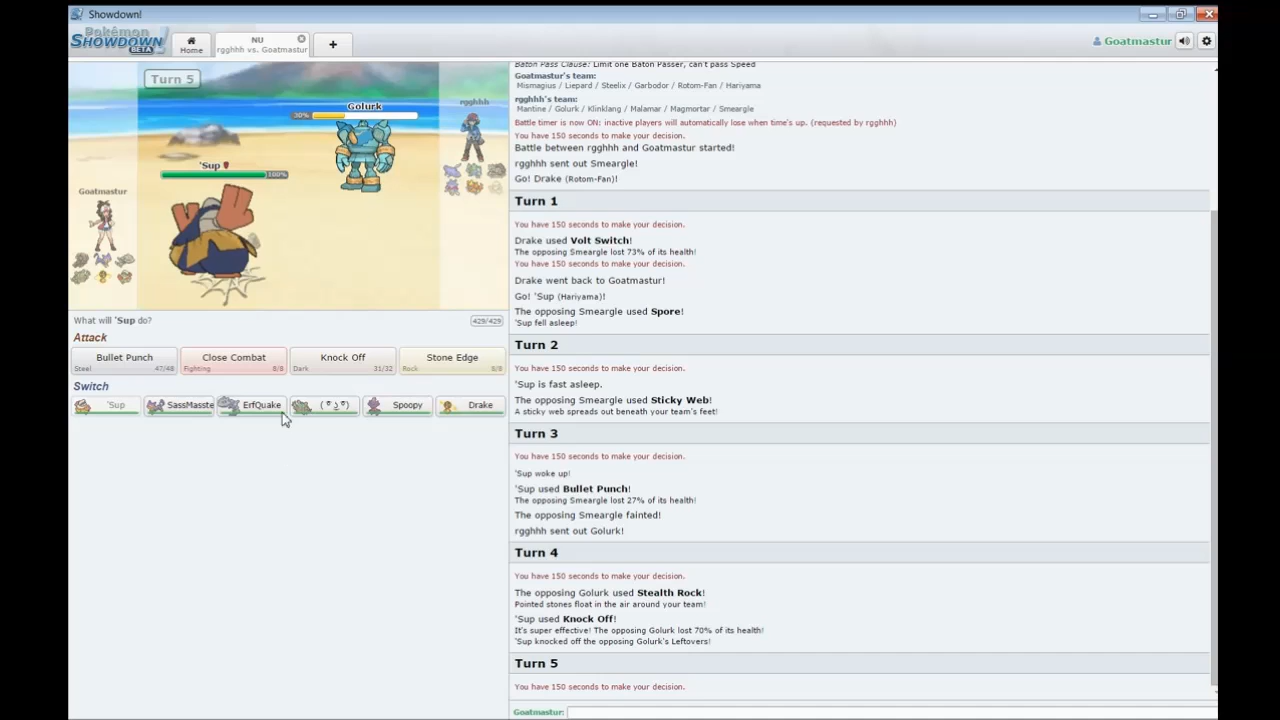 Showdown!
Pokémon
SHOWDOWN
BETA
Home
NU
rgghhh vs. Goatmastur
+
Goatmastur
Turn 5
Golurk
30%
rgghhh
'Sup
100%
Goatmastur
What will 'Sup do?
429/429
Attack
Bullet Punch
Steel 47/48
Close Combat
Fighting 8/8
Knock Off
Dark 31/32
Stone Edge
Rock 8/8
Switch
'Sup
SassMasste
ErfQuake
( ͡° ͜ʖ ͡°)
Spoopy
Drake
Baton Pass Clause: Limit one Baton Passer, can't pass Speed
Goatmastur's team:
Mismagius / Liepard / Steelix / Garbodor / Rotom-Fan / Hariyama
rgghhh's team:
Mantine / Golurk / Klinklang / Malamar / Magmortar / Smeargle
Battle timer is now ON: inactive players will automatically lose when time's up. (requested by rgghhh)
You have 150 seconds to make your decision.
Battle between rgghhh and Goatmastur started!
rgghhh sent out Smeargle!
Go! Drake (Rotom-Fan)!
Turn 1
You have 150 seconds to make your decision.
Drake used Volt Switch!
The opposing Smeargle lost 73% of its health!
You have 150 seconds to make your decision.
Drake went back to Goatmastur!
Go! 'Sup (Hariyama)!
The opposing Smeargle used Spore!
'Sup fell asleep!
Turn 2
You have 150 seconds to make your decision.
'Sup is fast asleep.
The opposing Smeargle used Sticky Web!
A sticky web spreads out beneath your team's feet!
Turn 3
You have 150 seconds to make your decision.
'Sup woke up!
'Sup used Bullet Punch!
The opposing Smeargle lost 27% of its health!
The opposing Smeargle fainted!
rgghhh sent out Golurk!
Turn 4
You have 150 seconds to make your decision.
The opposing Golurk used Stealth Rock!
Pointed stones float in the air around your team!
'Sup used Knock Off!
It's super effective! The opposing Golurk lost 70% of its health!
'Sup knocked off the opposing Golurk's Leftovers!
Turn 5
You have 150 seconds to make your decision.
Goatmastur: